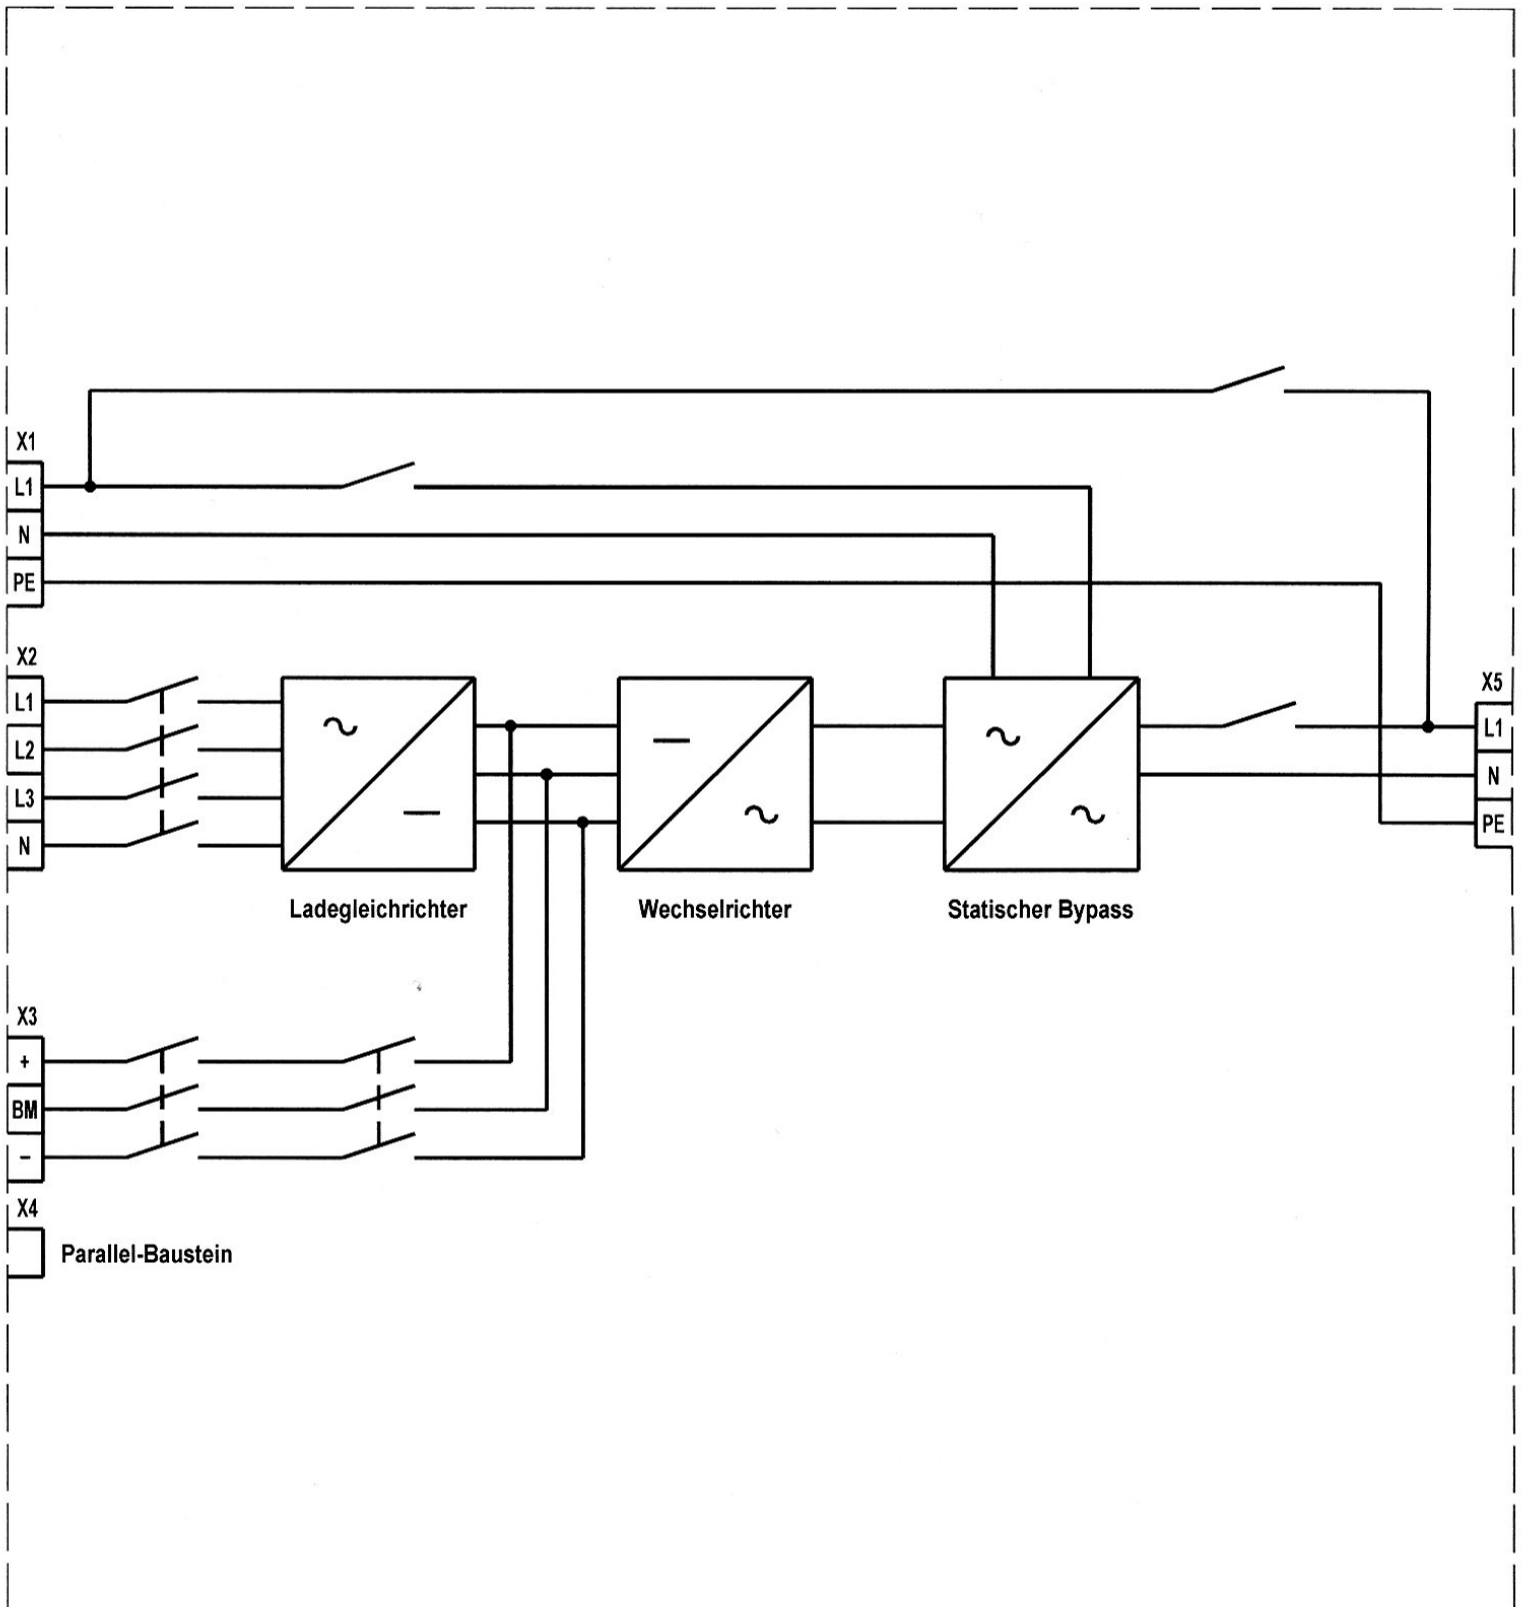 X1
L1
N
PE
X2
L1
L2
L3
N
X5
L1
N
PE
Ladegleichrichter
Wechselrichter
Statischer Bypass
X3
+
BM
–
X4
Parallel-Baustein